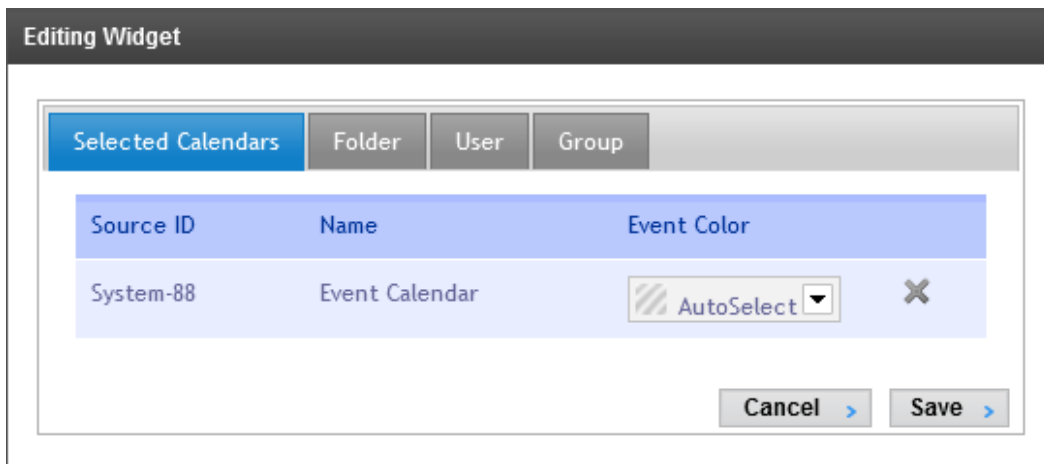 Editing Widget
Selected Calendars Folder User Group
Source ID Name Event Color
System-88 Event Calendar AutoSelect
Cancel Save